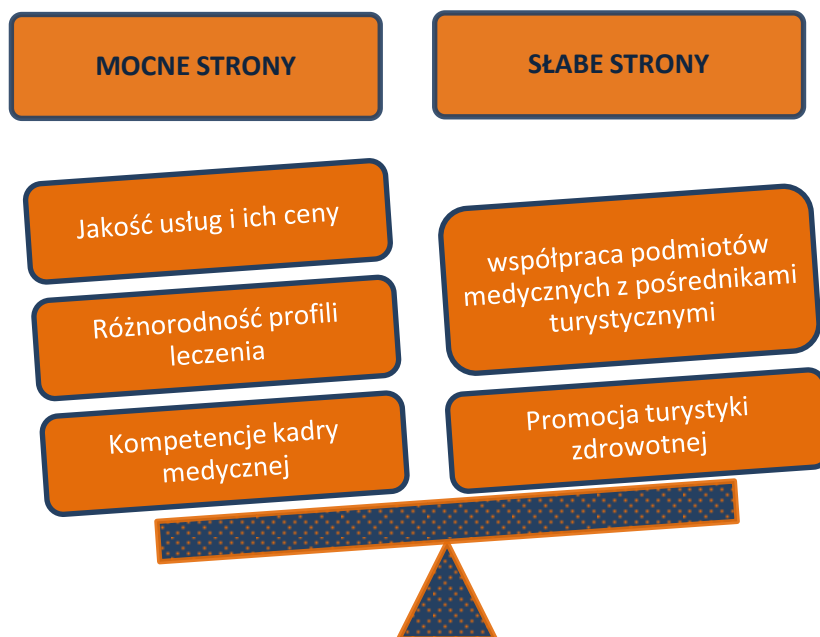 MOCNE STRONY
SŁABE STRONY
Jakość usług i ich ceny
Różnorodność profili
leczenia
Kompetencje kadry
medycznej
współpraca podmiotów
medycznych z pośrednikami
turystycznymi
Promocja turystyki
zdrowotnej